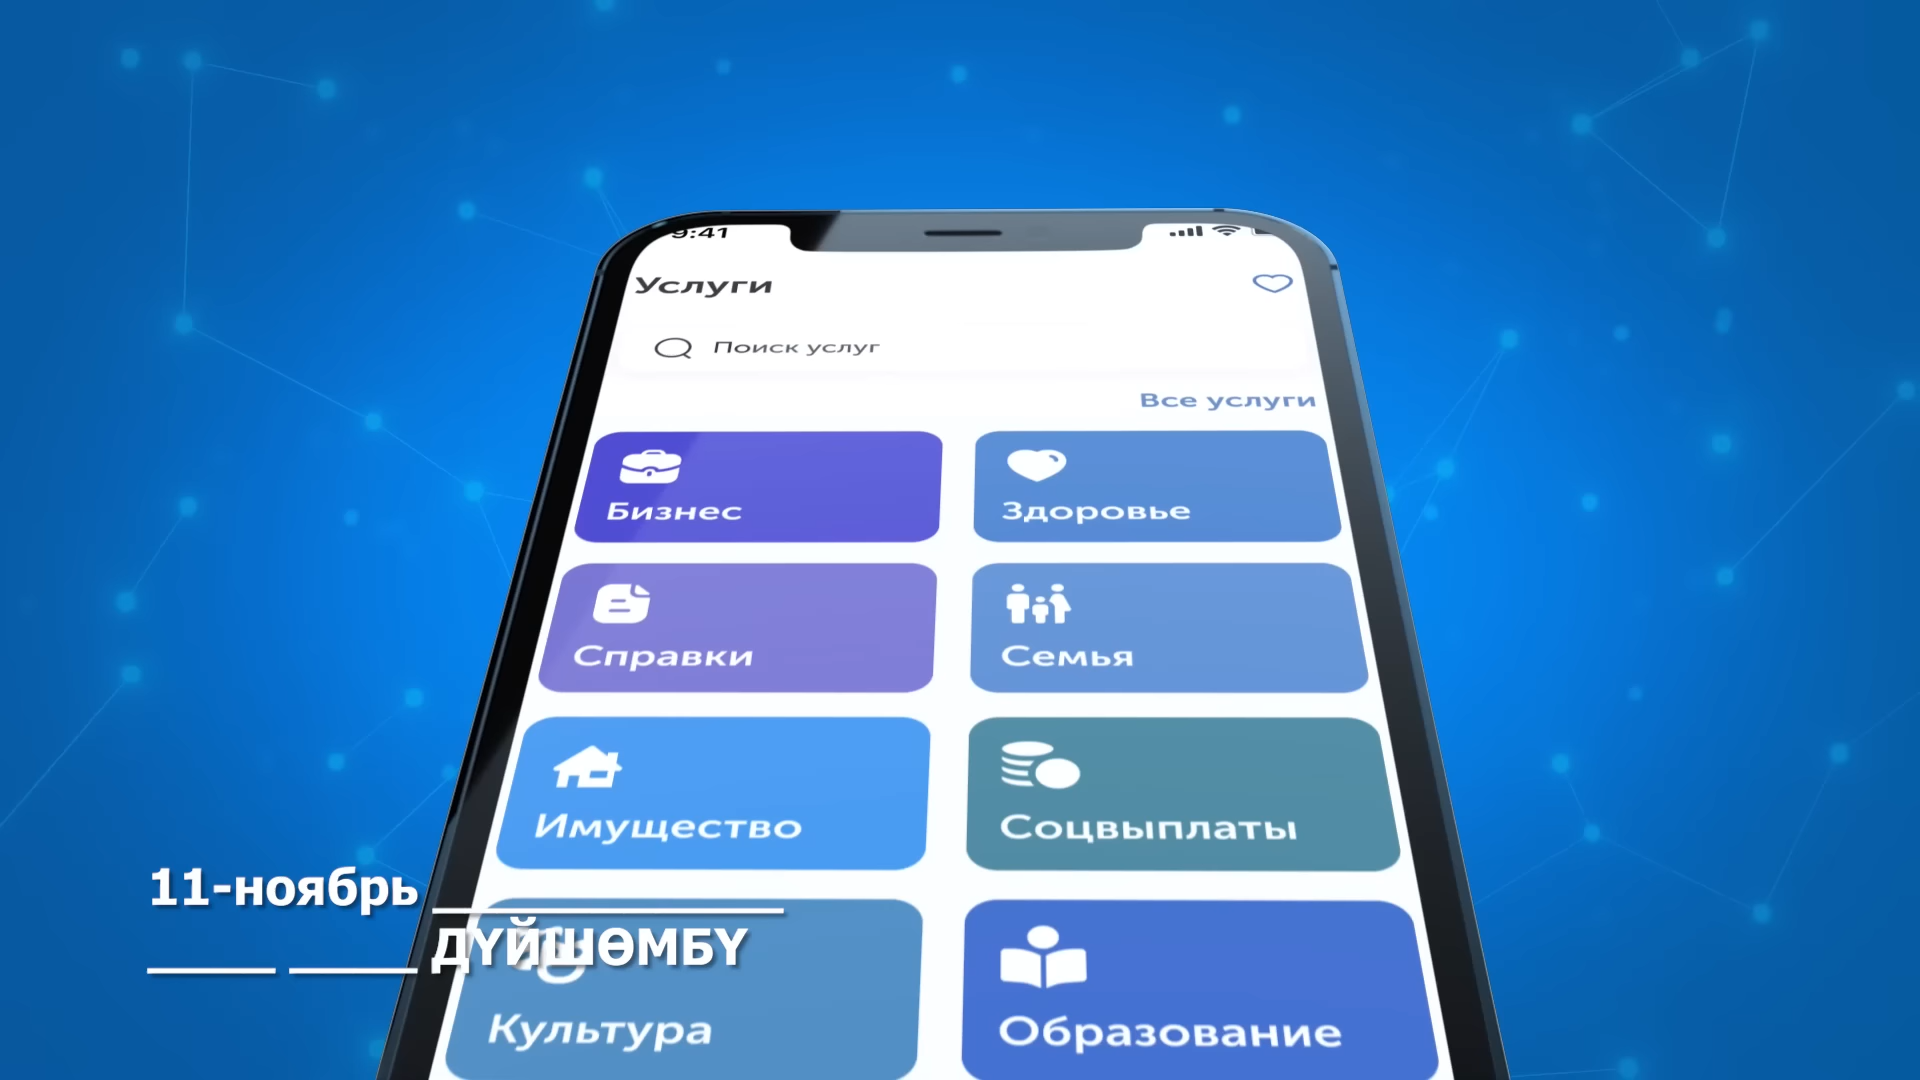 9:41
Услуги
Поиск услуг
Все услуги
Бизнес
Здоровье
Справки
Семья
Имущество
Соцвыплаты
Культура
Образование
11-ноябрь
ДҮЙШӨМБҮ